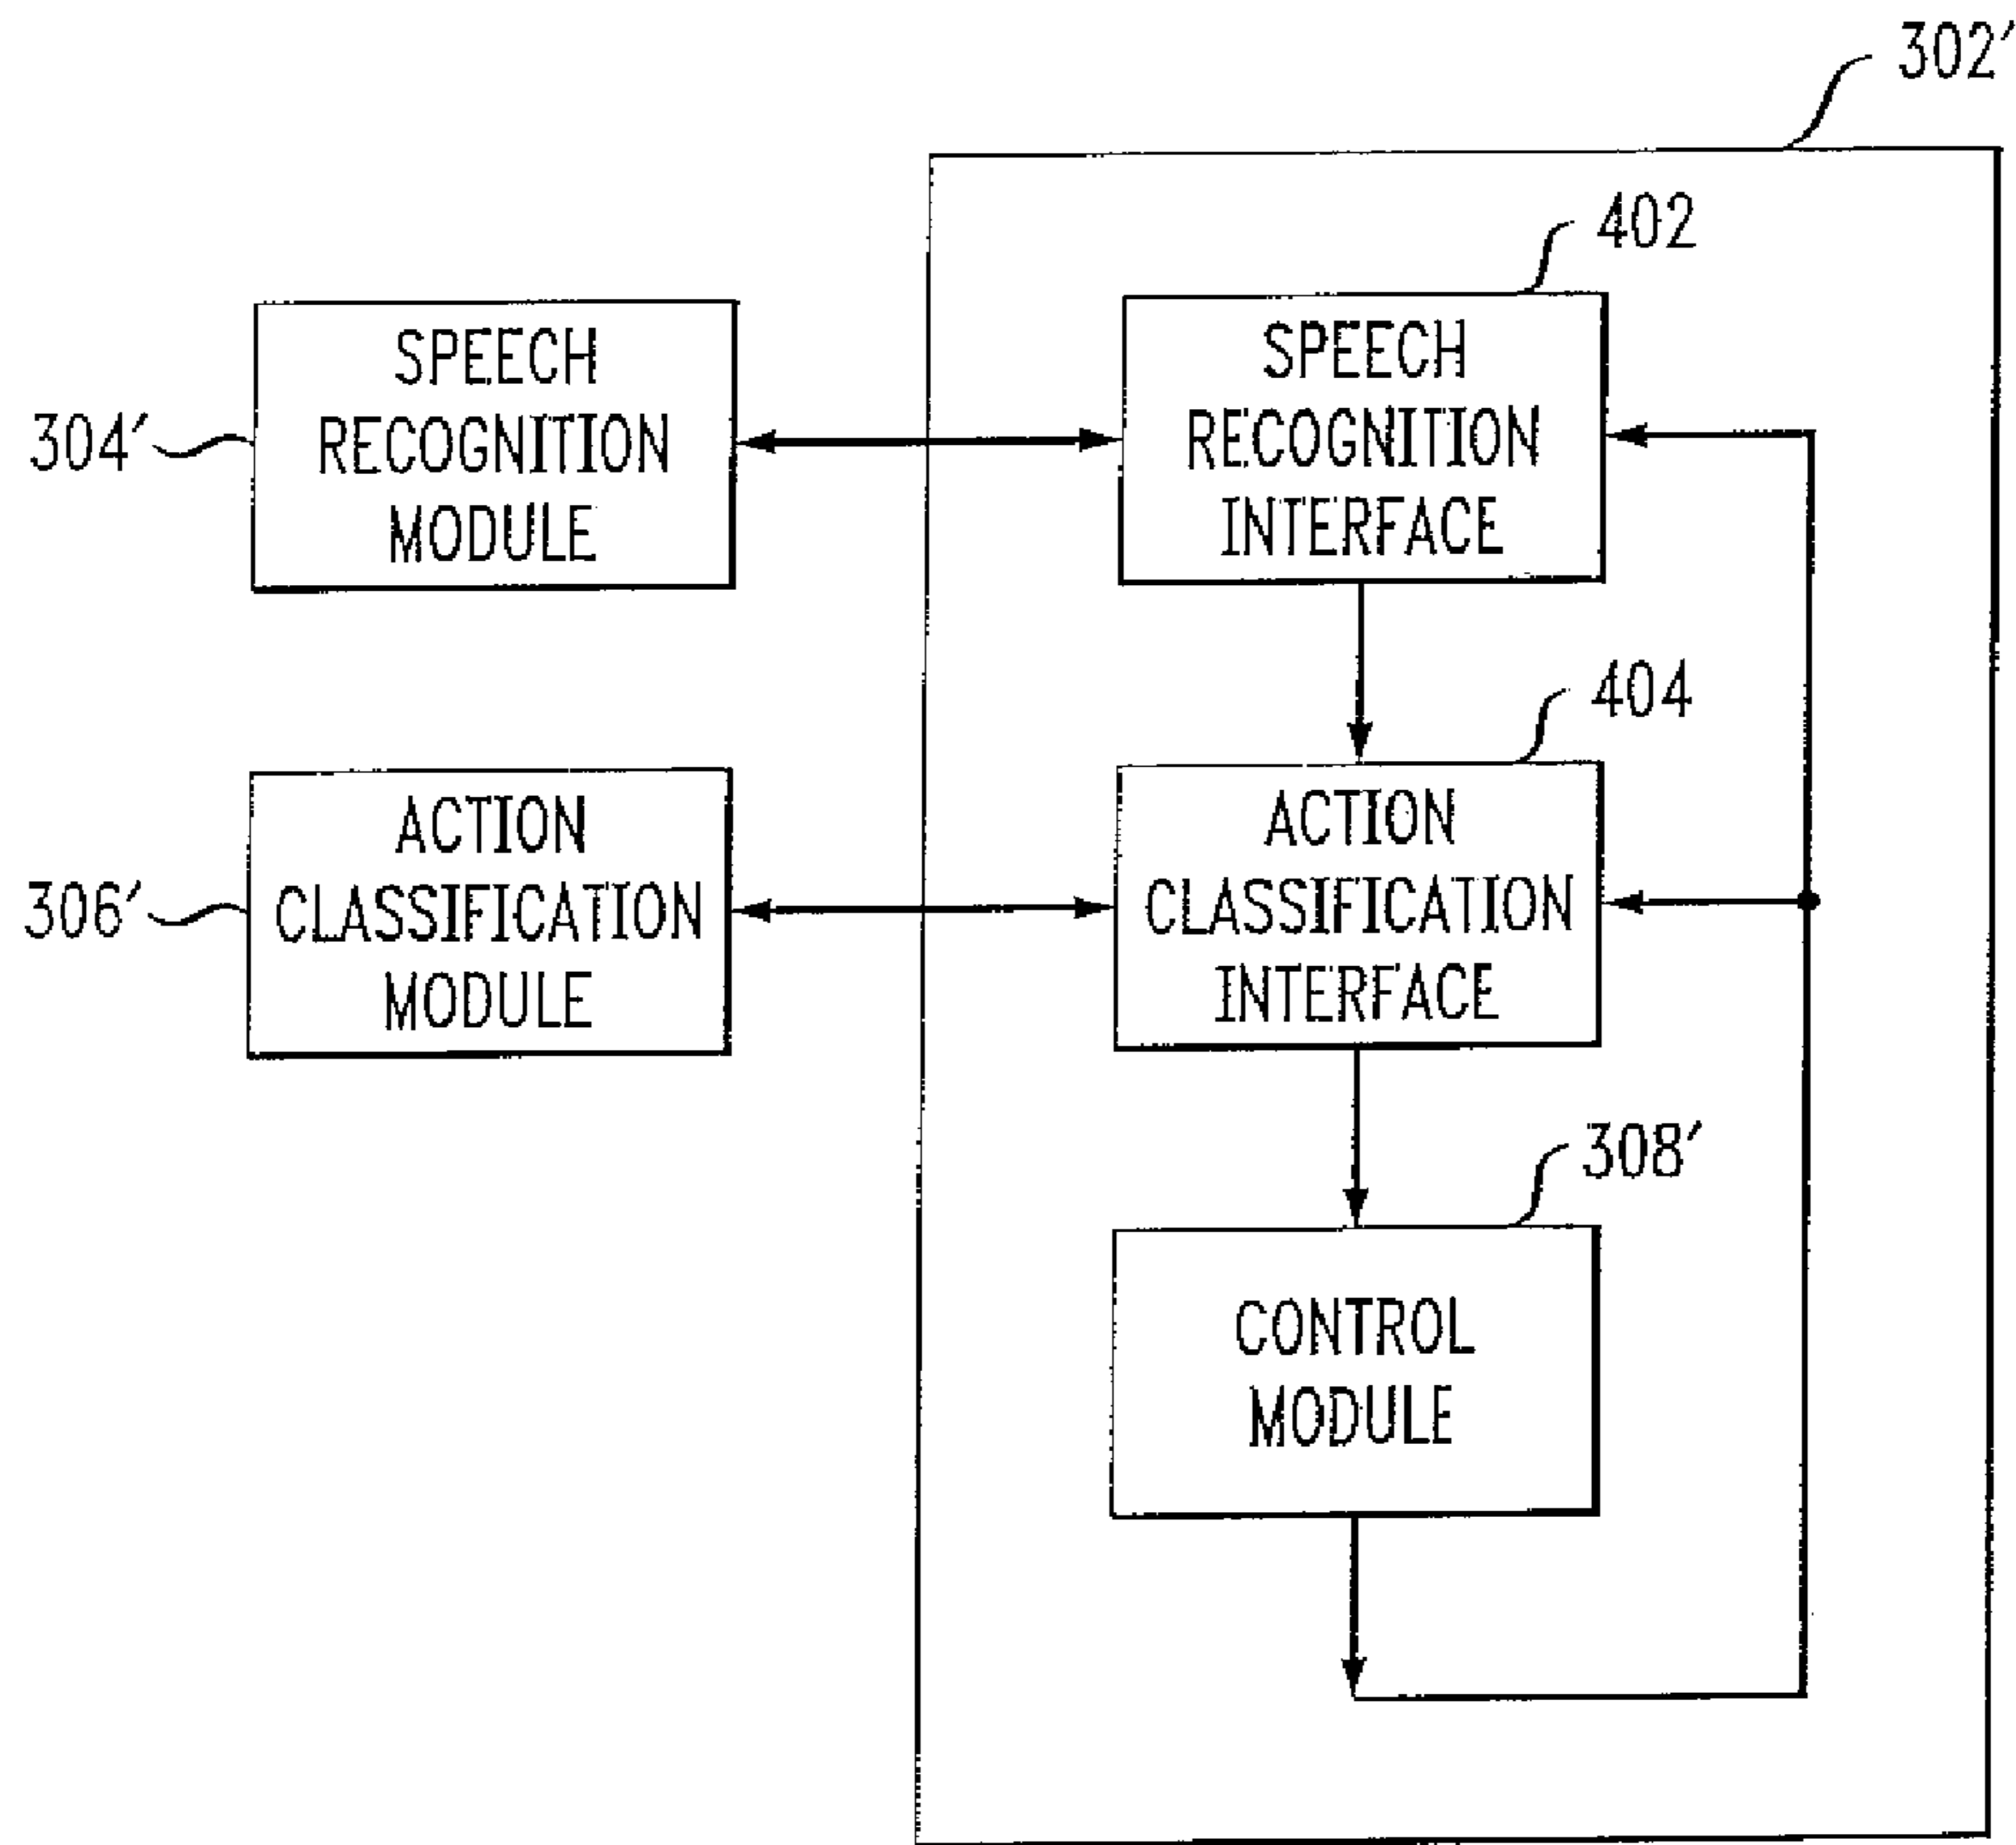 302'
402
SPEECH
RECOGNITION
MODULE
304'
SPEECH
RECOGNITION
INTERFACE
404
ACTION
CLASSIFICATION
MODULE
306'
ACTION
CLASSIFICATION
INTERFACE
308'
CONTROL
MODULE